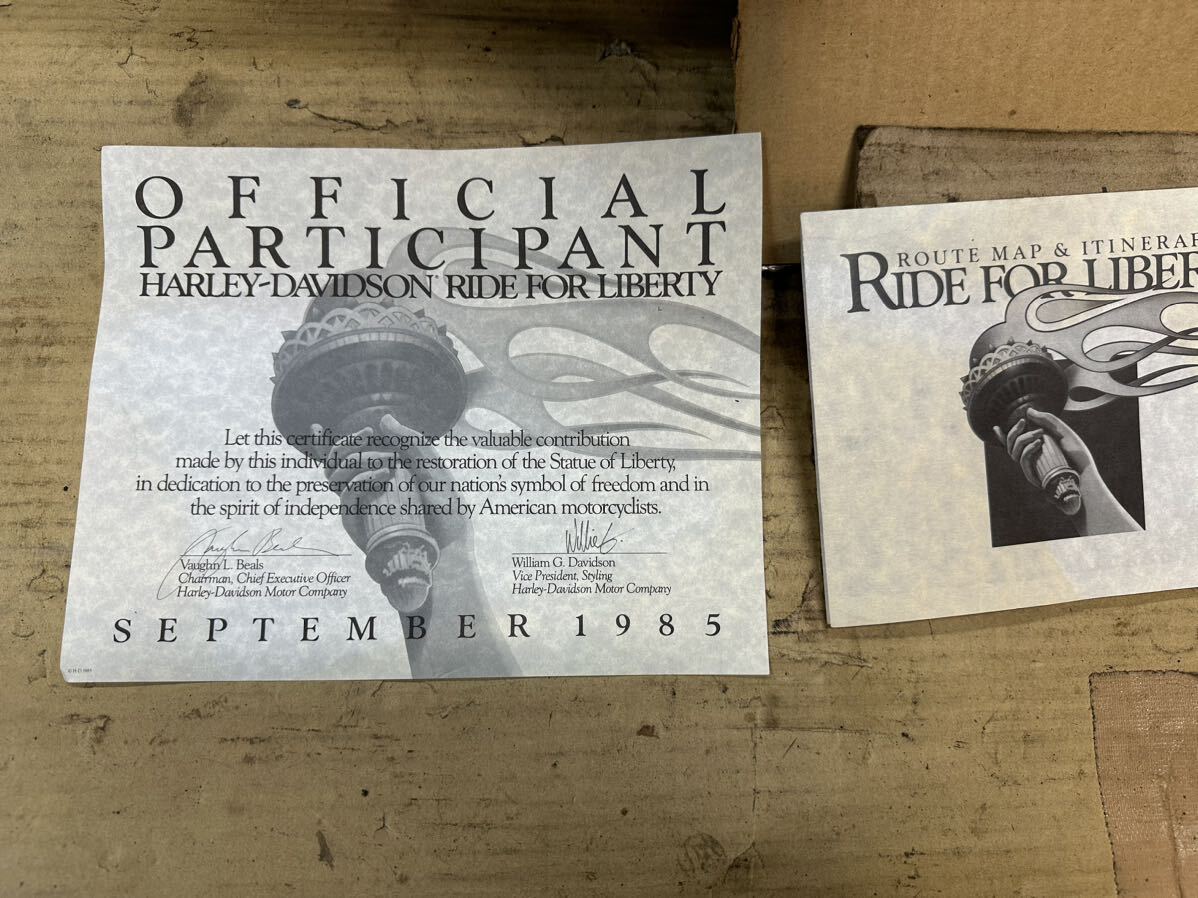 OFFICIAL
PARTICIPANT
HARLEY-DAVIDSON RIDE FOR LIBERTY
Let this certificate recognize the valuable contribution
made by this individual to the restoration of the Statue of Liberty,
in dedication to the preservation of our nation's symbol of freedom and in
the spirit of independence shared by American motorcyclists.
Vaughn L. Beals
Chairman, Chief Executive Officer
Harley-Davidson Motor Company
Willie G.
William G. Davidson
Vice President, Styling
Harley-Davidson Motor Company
SEPTEMBER 1985
© H-D 1985
ROUTE MAP & ITINERAR
RIDE FOR LIBER